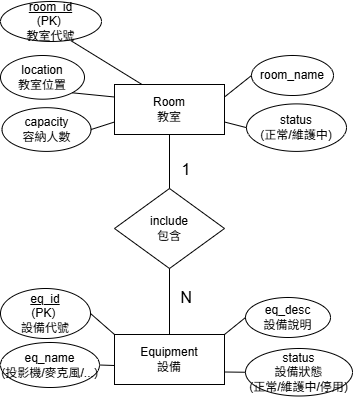 room_id
(PK)
教室代號
location
教室位置
capacity
容納人數
Room
教室
room_name
status
(正常/維護中)
1
include
包含
N
eq_id
(PK)
設備代號
eq_name
(投影機/麥克風/...)
Equipment
設備
eq_desc
設備說明
status
設備狀態
(正常/維護中/停用)